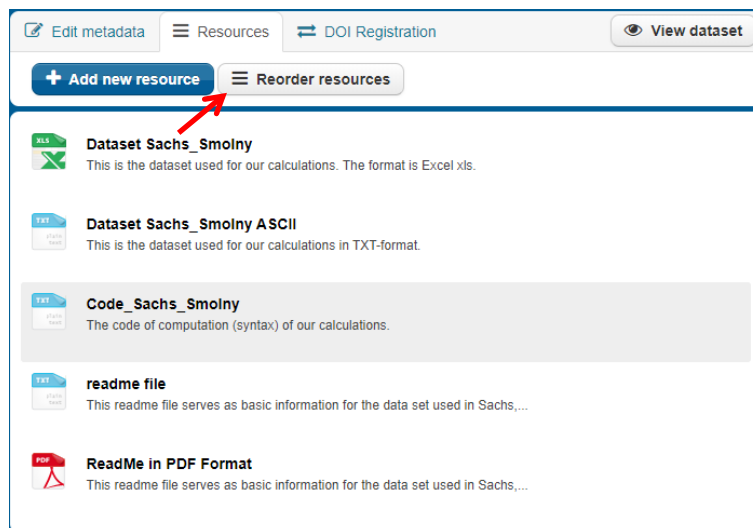 Edit metadata
Resources
DOI Registration
View dataset
Add new resource
Reorder resources
XLS
Dataset Sachs_Smolny
This is the dataset used for our calculations. The format is Excel xls.
TXT
Dataset Sachs_Smolny ASCII
This is the dataset used for our calculations in TXT-format.
TXT
Code_Sachs_Smolny
The code of computation (syntax) of our calculations.
TXT
readme file
This readme file serves as basic information for the data set used in Sachs,...
PDF
ReadMe in PDF Format
This readme file serves as basic information for the data set used in Sachs,...